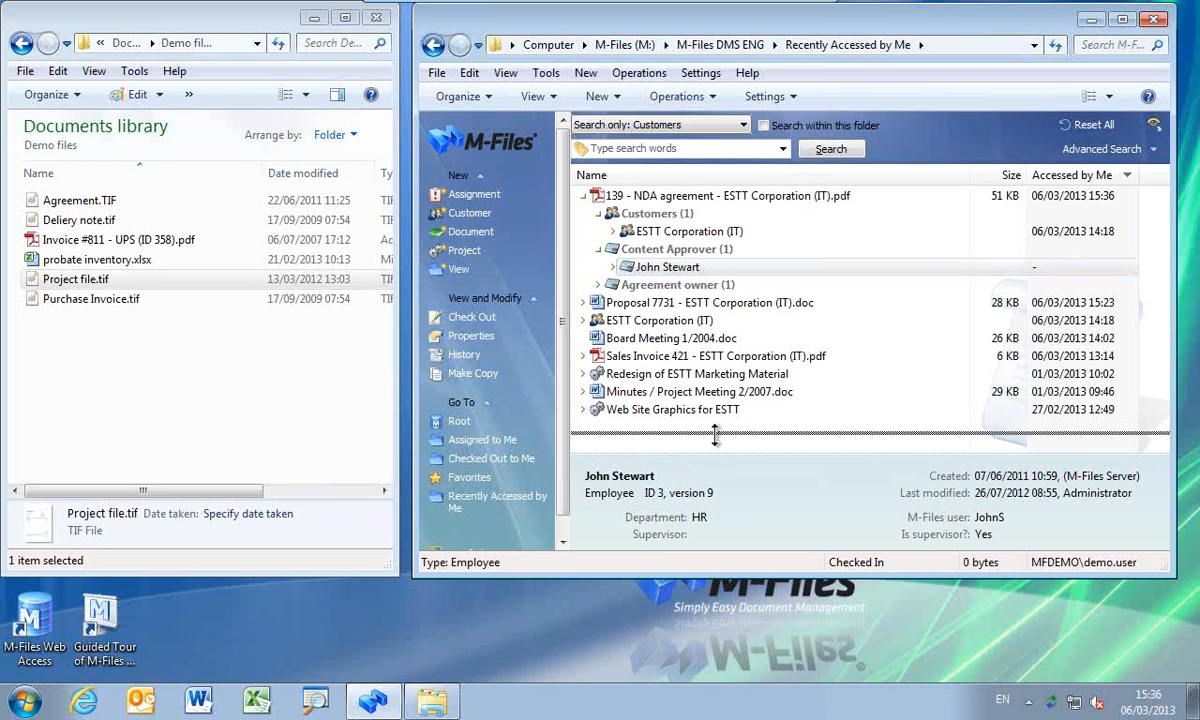 Doc...
Demo fil...
Search De...
File Edit View Tools Help
Organize Edit »
Documents library
Demo files
Arrange by: Folder
Name Date modified Ty
Agreement.TIF 22/06/2011 11:25 TIF
Deliery note.tif 17/09/2009 07:54 TIF
Invoice #811 - UPS (ID 358).pdf 06/07/2007 17:12 Ac
probate inventory.xlsx 21/02/2013 10:13 Mi
Project file.tif 13/03/2012 13:03 TIF
Purchase Invoice.tif 17/09/2009 07:54 TIF
Project file.tif Date taken: Specify date taken
TIF File
1 item selected
Computer M-Files (M:) M-Files DMS ENG Recently Accessed by Me
Search M-F...
File Edit View Tools New Operations Settings Help
Organize View New Operations Settings
M-Files
New
Assignment
Customer
Document
Project
View
View and Modify
Check Out
Properties
History
Make Copy
Go To
Root
Assigned to Me
Checked Out to Me
Favorites
Recently Accessed by
Me
Search only: Customers Search within this folder Reset All
Type search words Search Advanced Search
Name Size Accessed by Me
139 - NDA agreement - ESTT Corporation (IT).pdf 51 KB 06/03/2013 15:36
Customers (1)
ESTT Corporation (IT) 06/03/2013 14:18
Content Approver (1)
John Stewart -
Agreement owner (1)
Proposal 7731 - ESTT Corporation (IT).doc 28 KB 06/03/2013 15:23
ESTT Corporation (IT) 06/03/2013 14:18
Board Meeting 1/2004.doc 26 KB 06/03/2013 14:02
Sales Invoice 421 - ESTT Corporation (IT).pdf 6 KB 06/03/2013 13:14
Redesign of ESTT Marketing Material 01/03/2013 10:02
Minutes / Project Meeting 2/2007.doc 29 KB 01/03/2013 09:46
Web Site Graphics for ESTT 27/02/2013 12:49
John Stewart Created: 07/06/2011 10:59, (M-Files Server)
Employee ID 3, version 9 Last modified: 26/07/2012 08:55, Administrator
Department: HR M-Files user: JohnS
Supervisor: Is supervisor?: Yes
Type: Employee Checked In 0 bytes MFDEMO\demo.user
M-Files
Simply Easy Document Management
M-Files.
M-Files Web
Access
Guided Tour
of M-Files ...
EN
15:36
06/03/2013